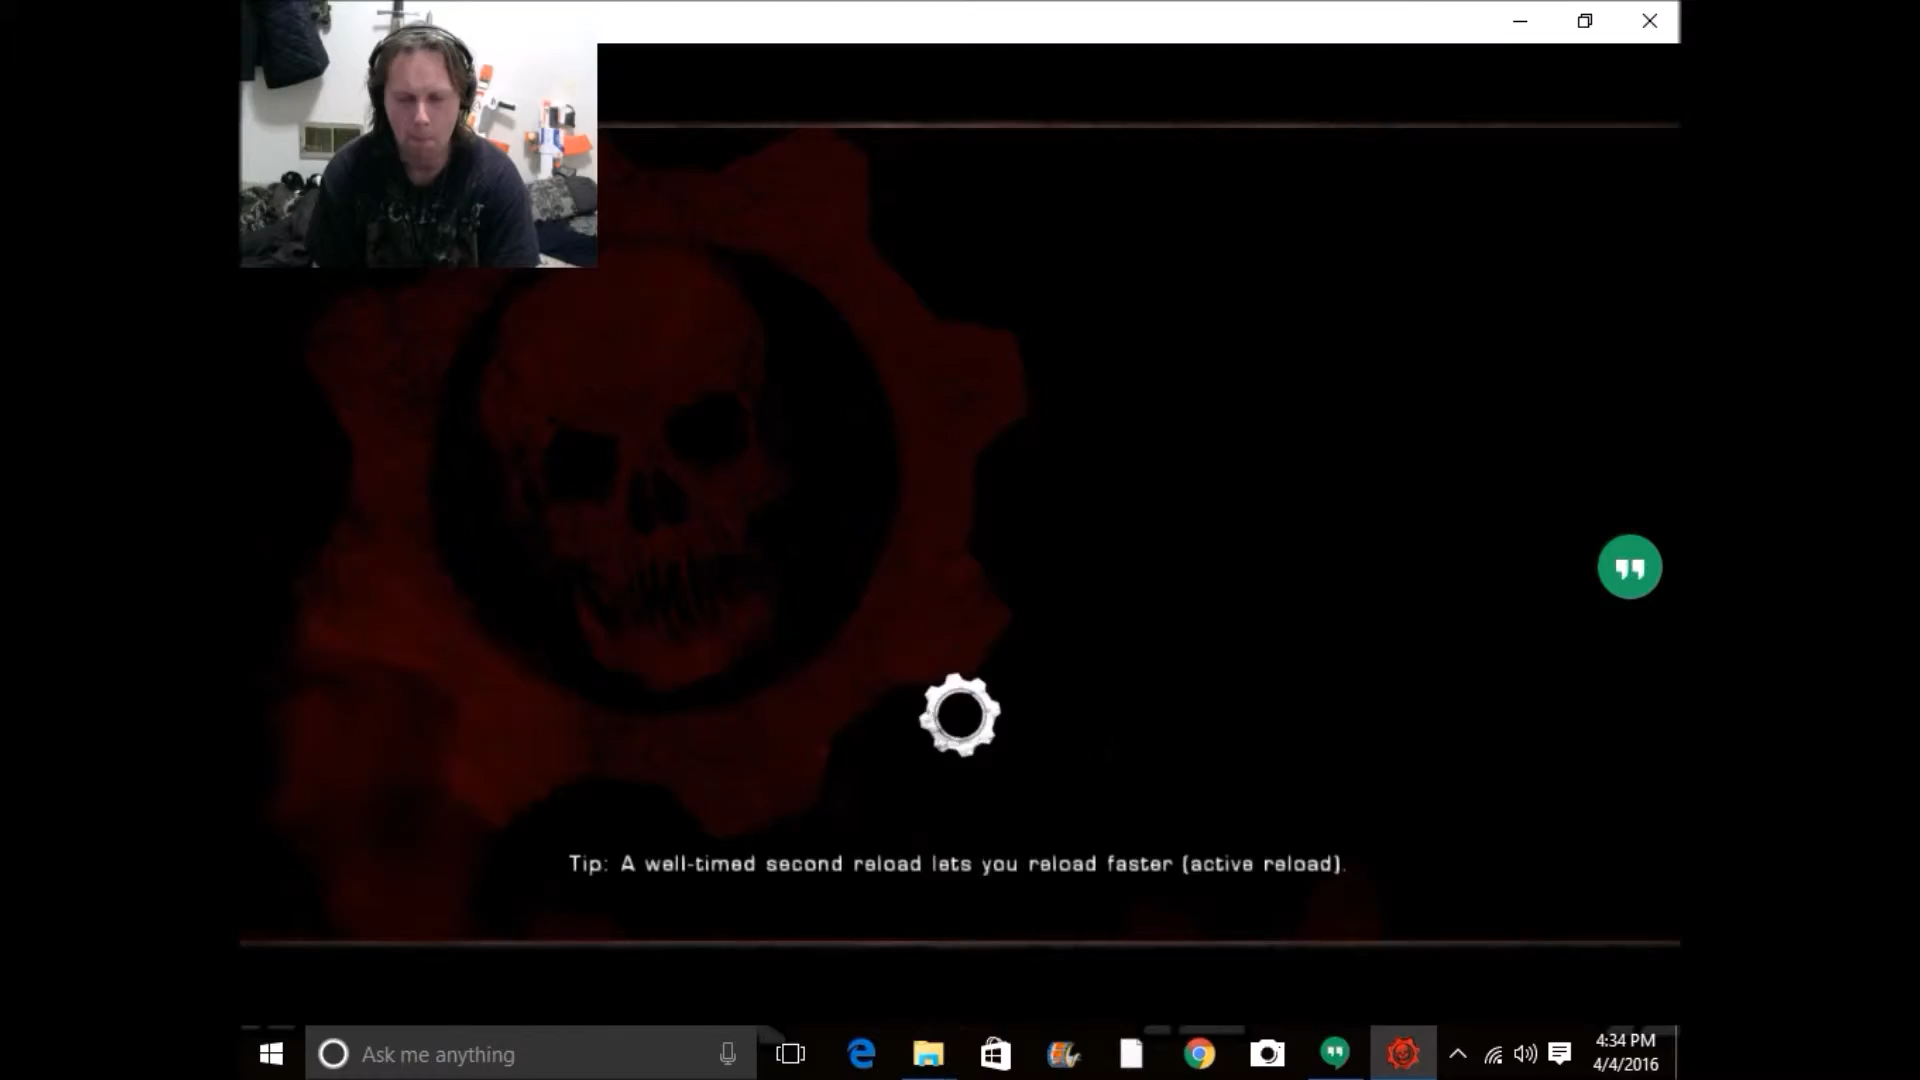 Tip: A well-timed second reload lets you reload faster (active reload).
Ask me anything
4:34 PM
4/4/2016